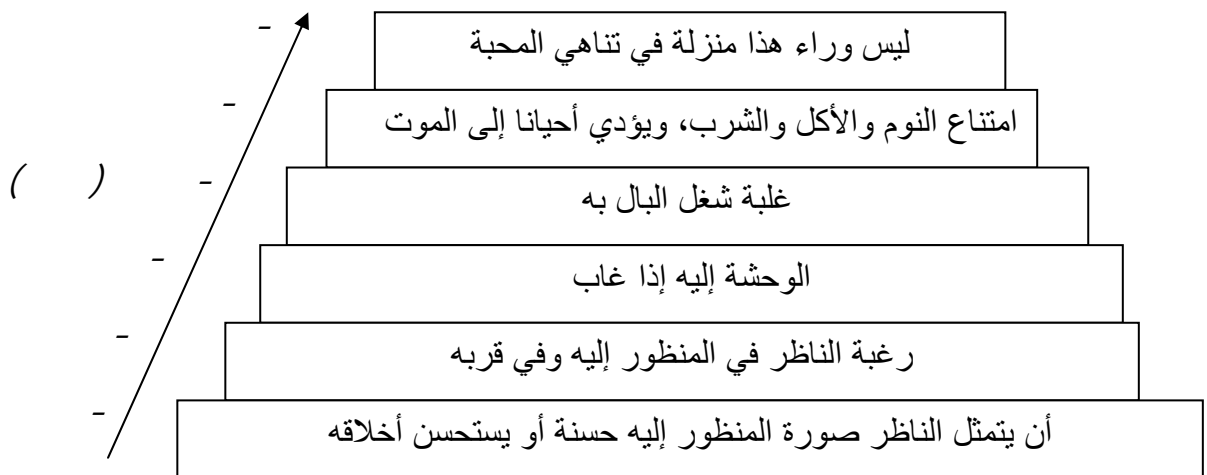 ليس وراء هذا منزلة في تناهي المحبة
امتناع النوم والأكل والشرب، ويؤدي أحيانا إلى الموت
غلبة شغل البال به
الوحشة إليه إذا غاب
رغبة الناظر في المنظور إليه وفي قربه
أن يتمثل الناظر صورة المنظور إليه حسنة أو يستحسن أخلاقه
-
-
( ) -
-
-
-